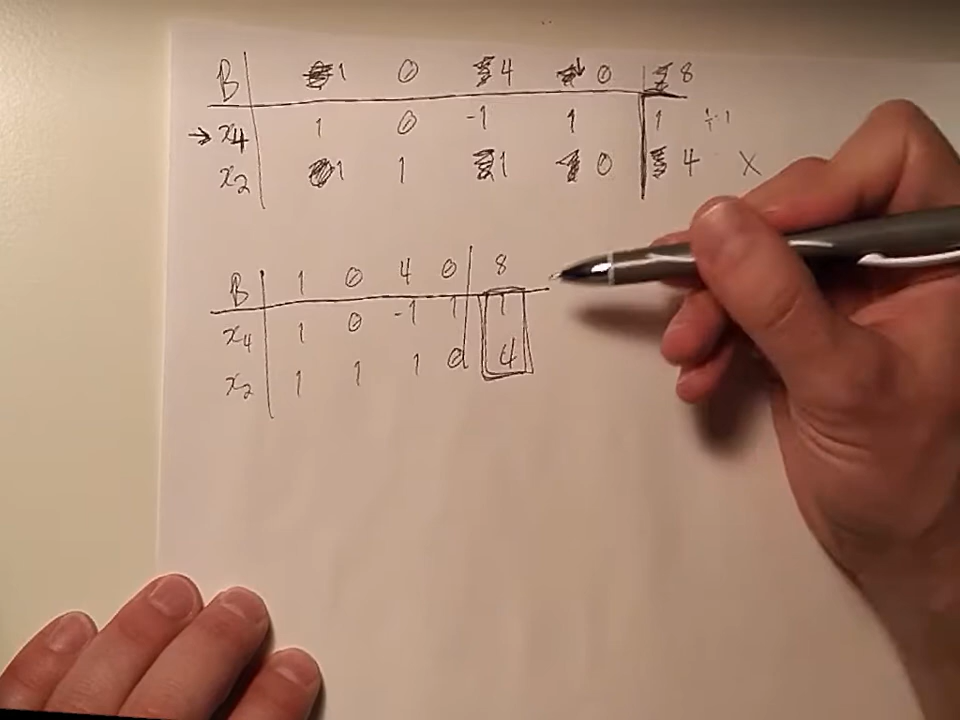 B 1 0 4 0 8
→ x4 1 0 -1 1 1
x2 1 1 1 0 4 X
B 1 0 4 0 8
x4 1 0 -1 1 1
x2 1 1 1 0 4